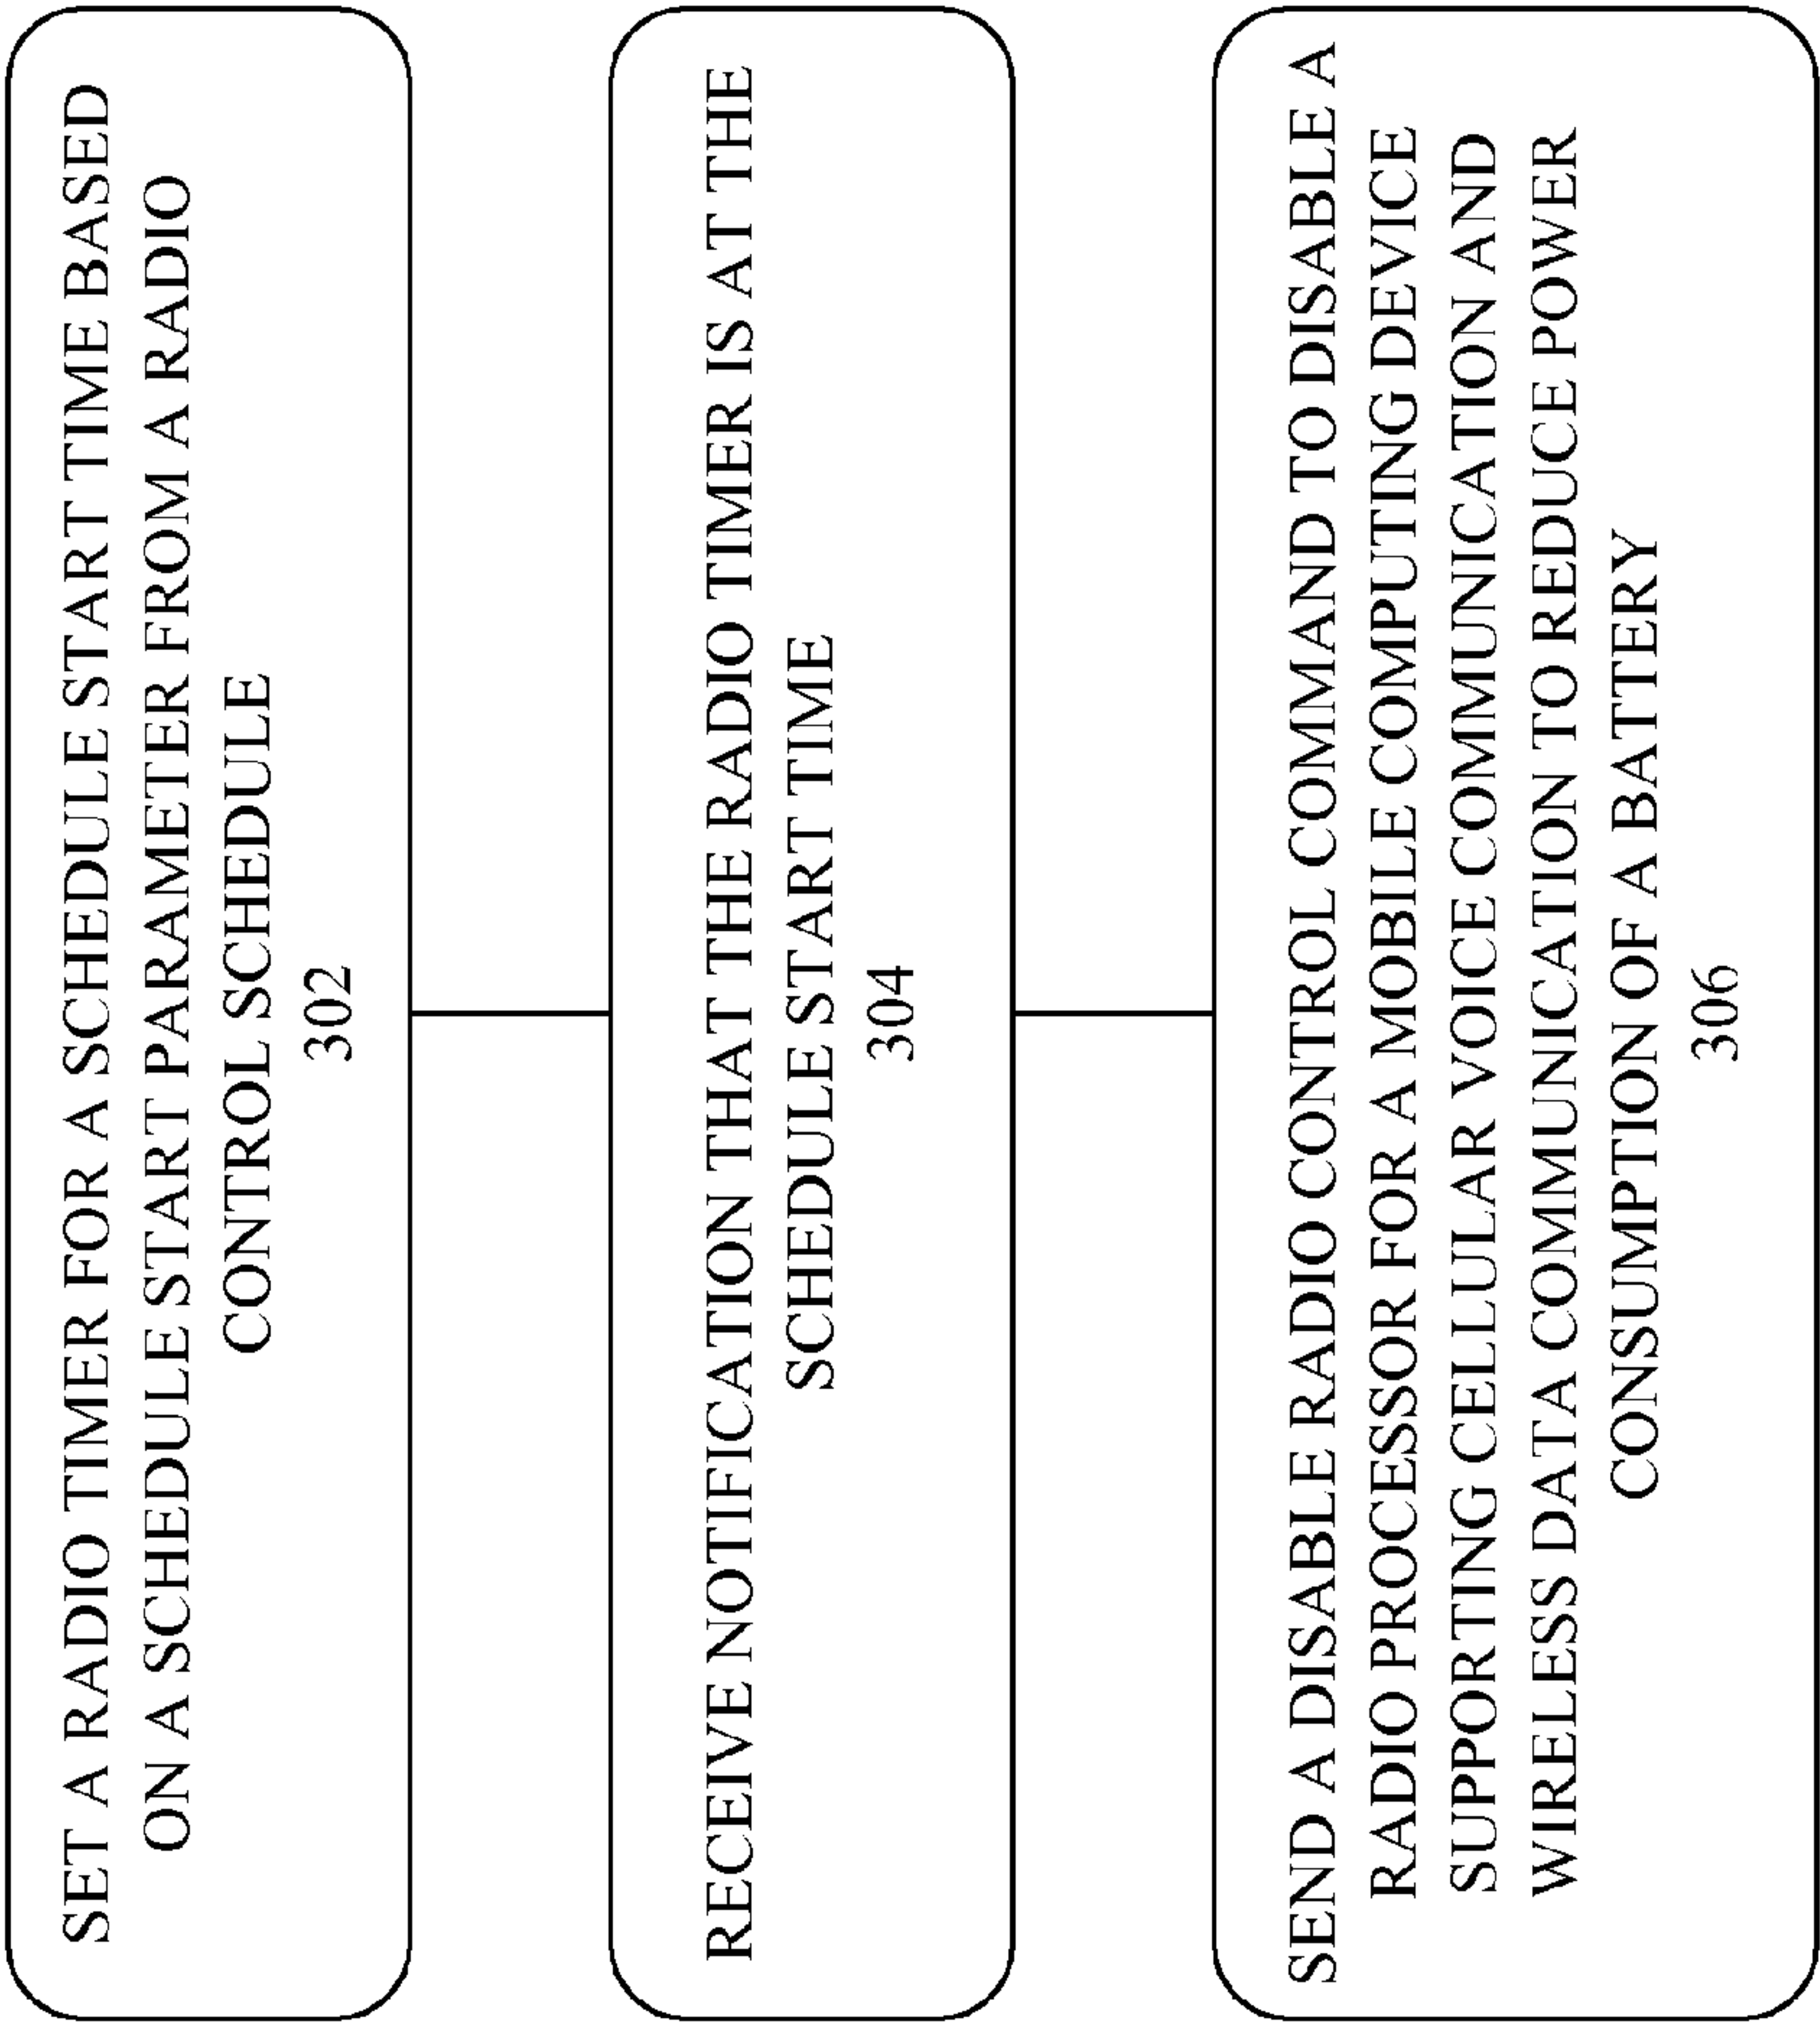 SET A RADIO TIMER FOR A SCHEDULE START TIME BASED
ON A SCHEDULE START PARAMETER FROM A RADIO
CONTROL SCHEDULE
302
RECEIVE NOTIFICATION THAT THE RADIO TIMER IS AT THE
SCHEDULE START TIME
304
SEND A DISABLE RADIO CONTROL COMMAND TO DISABLE A
RADIO PROCESSOR FOR A MOBILE COMPUTING DEVICE
SUPPORTING CELLULAR VOICE COMMUNICATION AND
WIRELESS DATA COMMUNICATION TO REDUCE POWER
CONSUMPTION OF A BATTERY
306